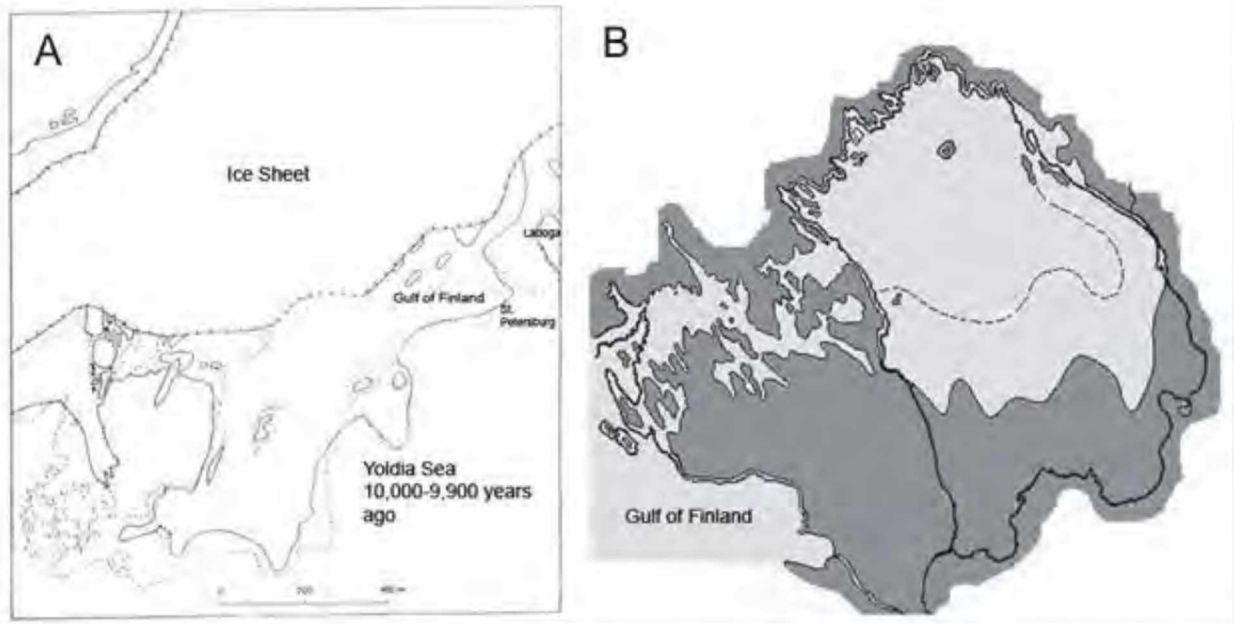 A
Ice Sheet
Ladoga
Gulf of Finland
St.
Petersburg
Yoldia Sea
10,000-9,900 years
ago
0
B
Gulf of Finland